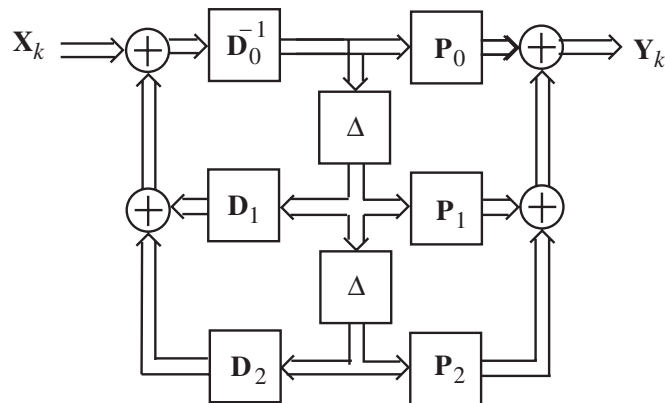 X_k D_0^{-1} P_0 Y_k
Δ
D_1 P_1
Δ
D_2 P_2